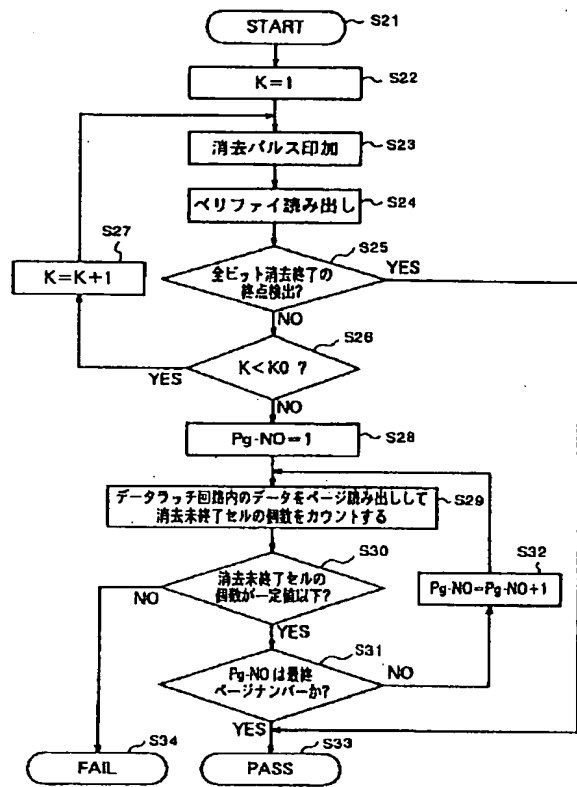 START
S21
K=1
S22
消去パルス印加
S23
ベリファイ読み出し
S24
S27
K=K+1
S25
全ビット消去終了の
終点検出?
YES
NO
S26
K<K0 ?
YES
NO
Pg-NO=1
S28
データラッチ回路内のデータをページ読み出しして
消去未終了セルの個数をカウントする
S29
S30
消去未終了セルの
個数が一定値以下?
NO
YES
S32
Pg-NO=Pg-NO+1
S31
Pg-NOは最終
ページナンバーか?
NO
YES
S34
FAIL
S33
PASS